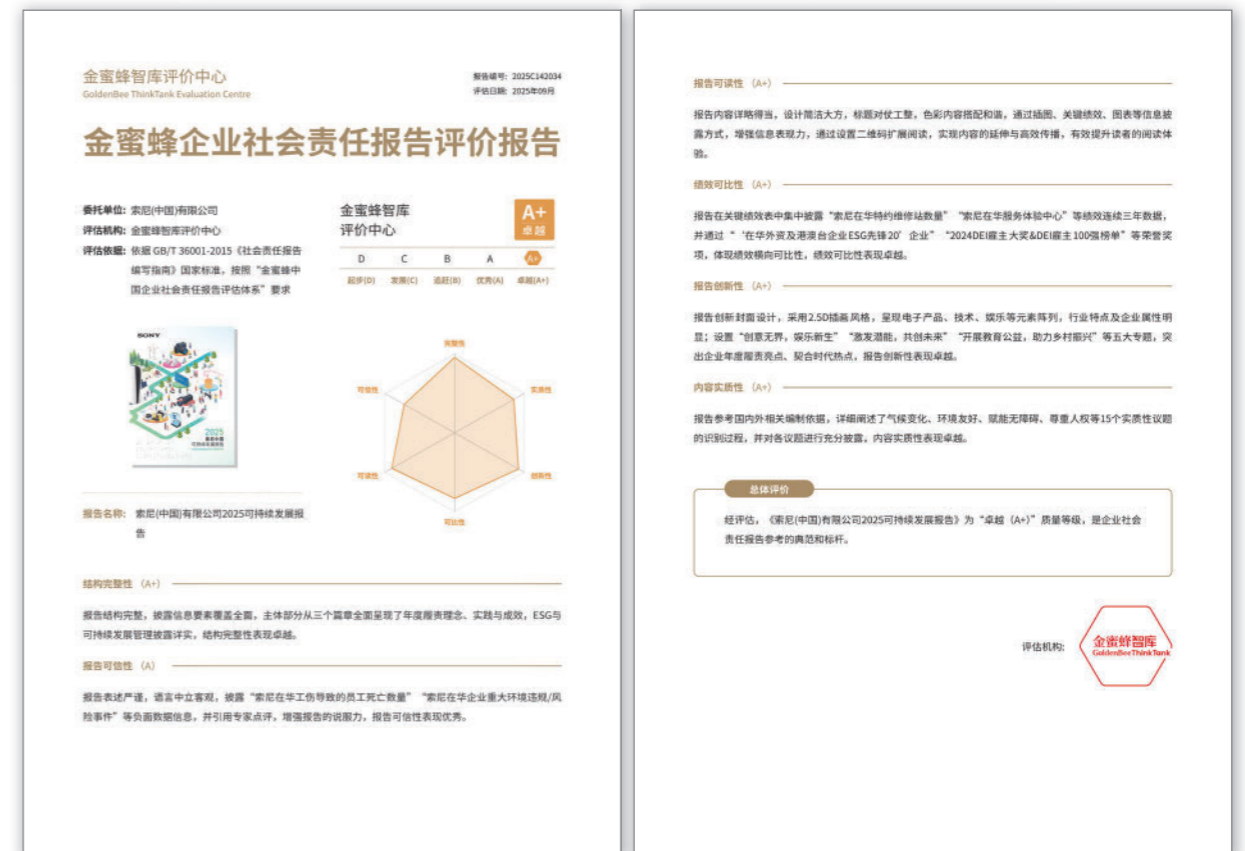 金蜜蜂智库评价中心
GoldenBee ThinkTank Evaluation Centre
报告编号: 2025C142034
评估日期: 2025年09月
金蜜蜂企业社会责任报告评价报告
委托单位: 索尼(中国)有限公司
评估机构: 金蜜蜂智库评价中心
评估依据: 依据 GB/T 36001-2015《社会责任报告
编写指南》国家标准，按照“金蜜蜂中
国企业社会责任报告评估体系”要求
金蜜蜂智库
评价中心
A+
卓越
D C B A A+
起步(D) 发展(C) 追赶(B) 优秀(A) 卓越(A+)
SONY
2025
完整性
可信性
实质性
可读性
创新性
可比性
报告名称: 索尼(中国)有限公司2025可持续发展报
告
结构完整性 （A+）
报告结构完整，披露信息要素覆盖全面，主体部分从三个篇章全面呈现了年度履责理念、实践与成效，ESG与
可持续发展管理披露详实，结构完整性表现卓越。
报告可信性 （A）
报告表述严谨，语言中立客观，披露“索尼在华工伤导致的员工死亡数量”“索尼在华企业重大环境违规/风
险事件”等负面数据信息，并引用专家点评，增强报告的说服力，报告可信性表现优秀。
报告可读性 （A+）
报告内容详略得当，设计简洁大方，标题对仗工整，色彩内容搭配和谐，通过插图、关键绩效、图表等信息披
露方式，增强信息表现力，通过设置二维码扩展阅读，实现内容的延伸与高效传播，有效提升读者的阅读体
验。
绩效可比性 （A+）
报告在关键绩效表中集中披露“索尼在华特约维修站数量”“索尼在华服务体验中心”等绩效连续三年数据，
并通过“‘在华外资及港澳台企业ESG先锋20’企业”“2024DEI雇主大奖&DEI雇主100强榜单”等荣誉奖
项，体现绩效横向可比性，绩效可比性表现卓越。
报告创新性 （A+）
报告创新封面设计，采用2.5D插画风格，呈现电子产品、技术、娱乐等元素阵列，行业特点及企业属性明
显；设置“创意无界，娱乐新生”“激发潜能，共创未来”“开展教育公益，助力乡村振兴”等五大专题，突
出企业年度履责亮点、契合时代热点，报告创新性表现卓越。
内容实质性 （A+）
报告参考国内外相关编制依据，详细阐述了气候变化、环境友好、赋能无障碍、尊重人权等15个实质性议题
的识别过程，并对各议题进行充分披露，内容实质性表现卓越。
总体评价
经评估，《索尼(中国)有限公司2025可持续发展报告》为“卓越（A+）”质量等级，是企业社会
责任报告参考的典范和标杆。
评估机构:
金蜜蜂智库
GoldenBeeThinkTank